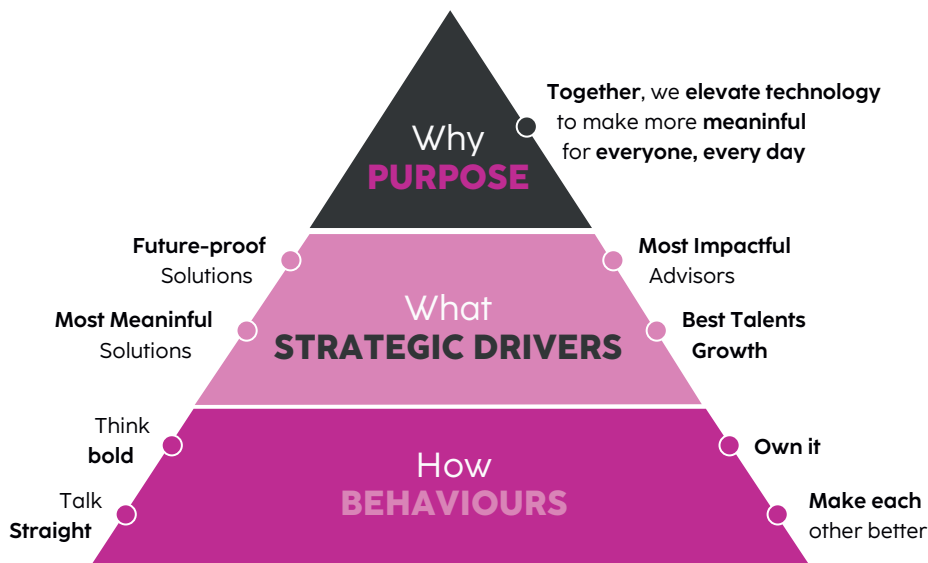 Together, we elevate technology
to make more meaninful
for everyone, every day
Why
PURPOSE
Future-proof
Solutions
Most Impactful
Advisors
Most Meaninful
Solutions
What
STRATEGIC DRIVERS
Best Talents
Growth
Think
bold
How
BEHAVIOURS
Own it
Talk
Straight
Make each
other better